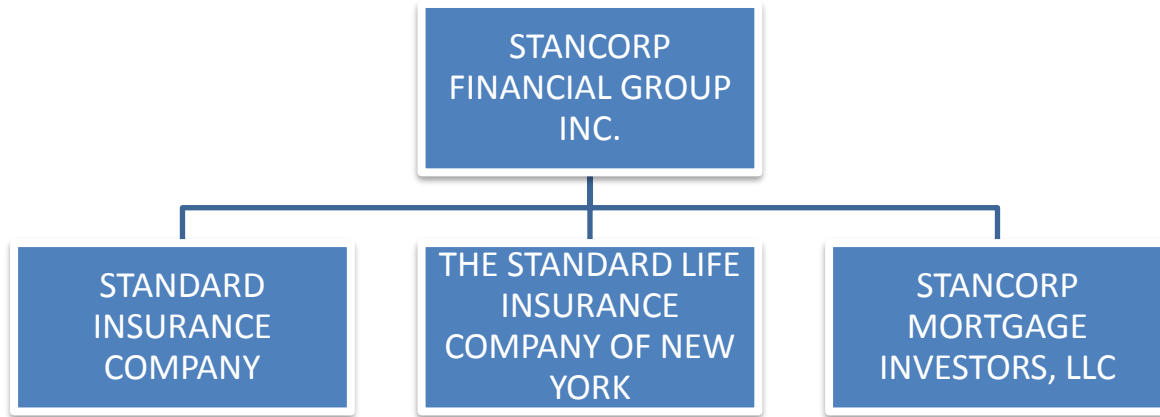 STANCORP
FINANCIAL GROUP
INC.
STANDARD
INSURANCE
COMPANY
THE STANDARD LIFE
INSURANCE
COMPANY OF NEW
YORK
STANCORP
MORTGAGE
INVESTORS, LLC